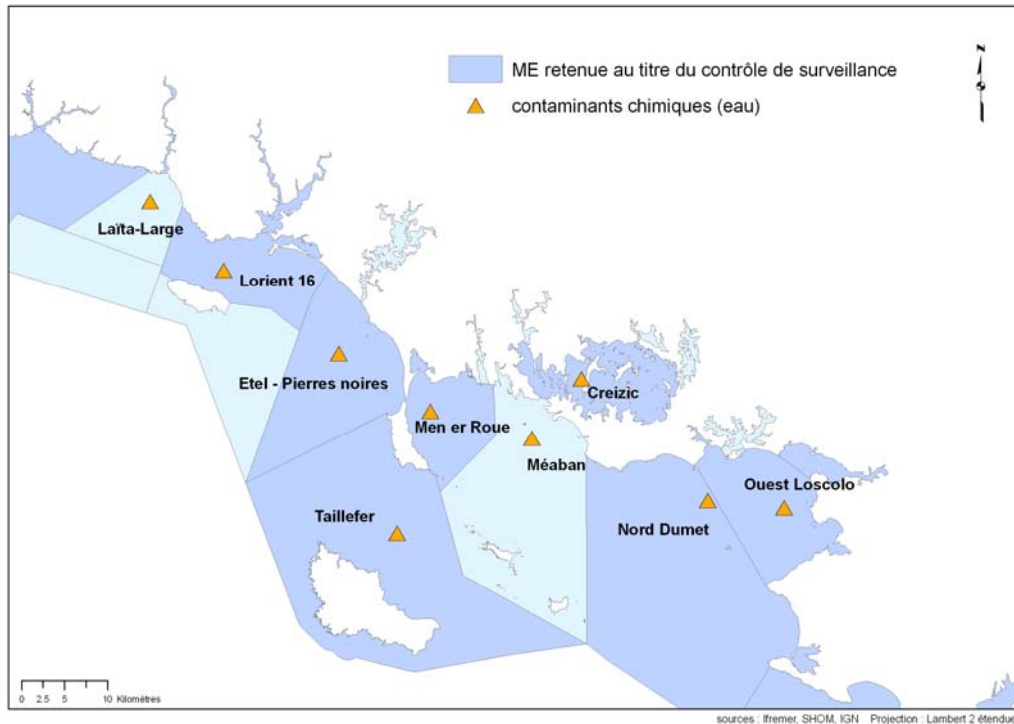 ME retenue au titre du contrôle de surveillance
N
contaminants chimiques (eau)
Laïta-Large
Lorient 16
Etel - Pierres noires
Creizic
Men er Roue
Méaban
Ouest Loscolo
Taillefer
Nord Dumet
0 2.5 5 10 Kilomètres
sources : Ifremer, SHOM, IGN Projection : Lambert 2 étendue